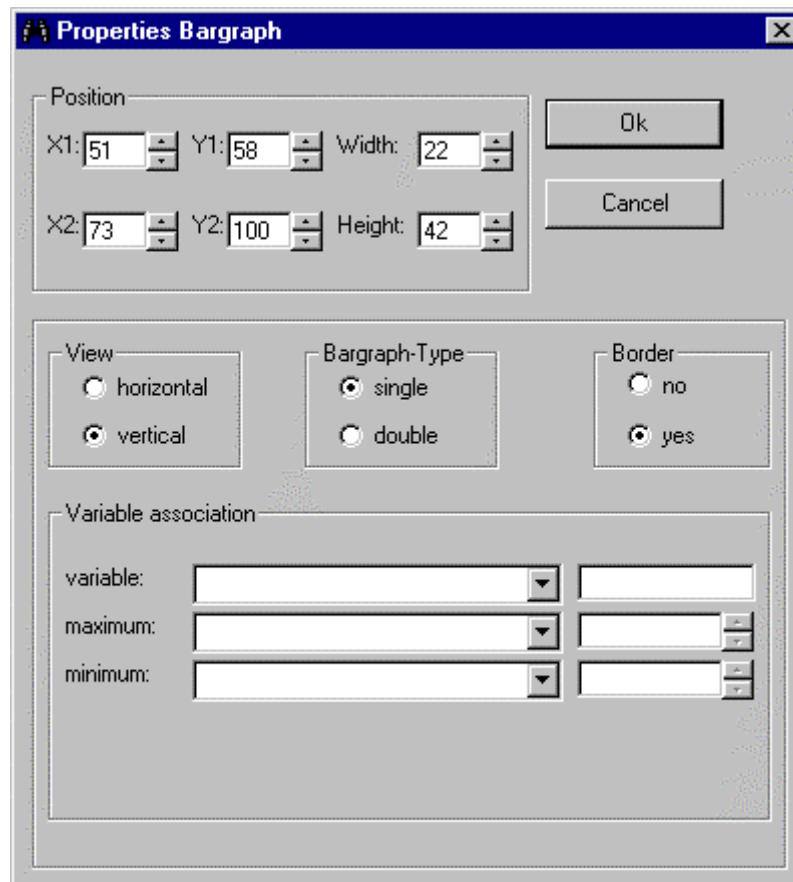 Properties Bargraph
Position
X1: 51 Y1: 58 Width: 22
X2: 73 Y2: 100 Height: 42
Ok
Cancel
View
horizontal
vertical
Bargraph-Type
single
double
Border
no
yes
Variable association
variable:
maximum:
minimum: